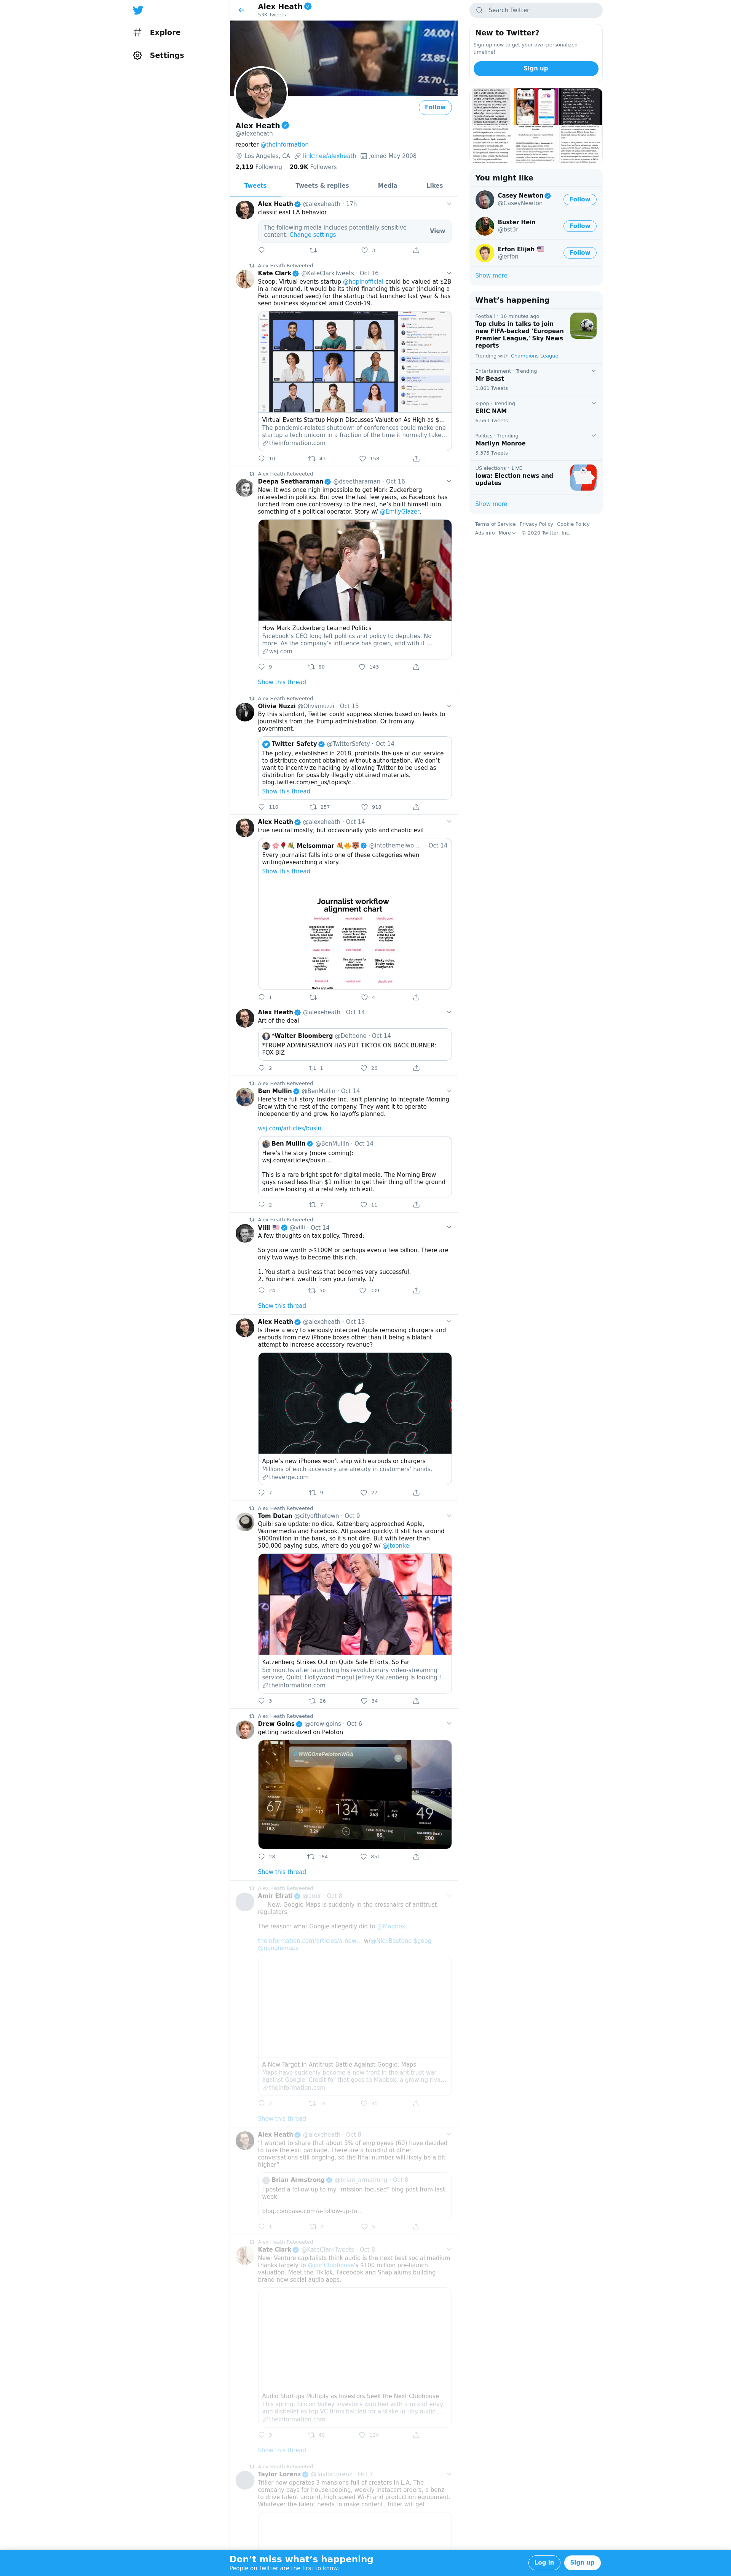 Explore
Settings
Alex Heath
53K Tweets
Follow
Alex Heath
@alexeheath
reporter @theinformation
Los Angeles, CA linktr.ee/alexheath Joined May 2008
2,119 Following 20.9K Followers
Tweets Tweets & replies Media Likes
Alex Heath @alexeheath · 17h
classic east LA behavior
The following media includes potentially sensitive
content. Change settings
View
3
Alex Heath Retweeted
Kate Clark @KateClarkTweets · Oct 16
Scoop: Virtual events startup @hopinofficial could be valued at $2B
in a new round. It would be its third financing this year (including a
Feb. announced seed) for the startup that launched last year & has
seen business skyrocket amid Covid-19.
Virtual Events Startup Hopin Discusses Valuation As High as $...
The pandemic-related shutdown of conferences could make one
startup a tech unicorn in a fraction of the time it normally take...
theinformation.com
10 43 158
Alex Heath Retweeted
Deepa Seetharaman @dseetharaman · Oct 16
New: It was once nigh impossible to get Mark Zuckerberg
interested in politics. But over the last few years, as Facebook has
lurched from one controversy to the next, he's built himself into
something of a political operator. Story w/ @EmilyGlazer.
How Mark Zuckerberg Learned Politics
Facebook's CEO long left politics and policy to deputies. No
more. As the company's influence has grown, and with it ...
wsj.com
9 80 143
Show this thread
Alex Heath Retweeted
Olivia Nuzzi @Olivianuzzi · Oct 15
By this standard, Twitter could suppress stories based on leaks to
journalists from the Trump administration. Or from any
government.
Twitter Safety @TwitterSafety · Oct 14
The policy, established in 2018, prohibits the use of our service
to distribute content obtained without authorization. We don't
want to incentivize hacking by allowing Twitter to be used as
distribution for possibly illegally obtained materials.
blog.twitter.com/en_us/topics/c...
Show this thread
110 257 918
Alex Heath @alexeheath · Oct 14
true neutral mostly, but occasionally yolo and chaotic evil
Melsommar @intothemelwo... · Oct 14
Every journalist falls into one of these categories when
writing/researching a story.
Show this thread
Journalist workflow
alignment chart
1 4
Alex Heath @alexeheath · Oct 14
Art of the deal
*Walter Bloomberg @Deltaone · Oct 14
*TRUMP ADMINISRATION HAS PUT TIKTOK ON BACK BURNER:
FOX BIZ
2 1 26
Alex Heath Retweeted
Ben Mullin @BenMullin · Oct 14
Here's the full story. Insider Inc. isn't planning to integrate Morning
Brew with the rest of the company. They want it to operate
independently and grow. No layoffs planned.
wsj.com/articles/busin...
Ben Mullin @BenMullin · Oct 14
Here's the story (more coming):
wsj.com/articles/busin...
This is a rare bright spot for digital media. The Morning Brew
guys raised less than $1 million to get their thing off the ground
and are looking at a relatively rich exit.
2 7 11
Alex Heath Retweeted
Villi @villi · Oct 14
A few thoughts on tax policy. Thread:
So you are worth >$100M or perhaps even a few billion. There are
only two ways to become this rich.
1. You start a business that becomes very successful.
2. You inherit wealth from your family. 1/
24 50 339
Show this thread
Alex Heath @alexeheath · Oct 13
Is there a way to seriously interpret Apple removing chargers and
earbuds from new iPhone boxes other than it being a blatant
attempt to increase accessory revenue?
Apple's new iPhones won't ship with earbuds or chargers
Millions of each accessory are already in customers' hands.
theverge.com
7 9 27
Alex Heath Retweeted
Tom Dotan @cityofthetown · Oct 9
Quibi sale update: no dice. Katzenberg approached Apple,
Warnermedia and Facebook. All passed quickly. It still has around
$800million in the bank, so it's not dire. But with fewer than
500,000 paying subs, where do you go? w/ @jtoonkel
Katzenberg Strikes Out on Quibi Sale Efforts, So Far
Six months after launching his revolutionary video-streaming
service, Quibi, Hollywood mogul Jeffrey Katzenberg is looking f...
theinformation.com
3 26 34
Alex Heath Retweeted
Drew Goins @drewlgoins · Oct 6
getting radicalized on Peloton
WWGOnePelotonWGA
67 134 49
28 184 851
Show this thread
Alex Heath Retweeted
Amir Efrati @amir · Oct 8
New: Google Maps is suddenly in the crosshairs of antitrust
regulators.
The reason: what Google allegedly did to @Mapbox.
theinformation.com/articles/a-new... w/@NickBastone $goog
@googlemaps
A New Target in Antitrust Battle Against Google: Maps
Maps have suddenly become a new front in the antitrust war
against Google. Credit for that goes to Mapbox, a growing riva...
theinformation.com
2 14 45
Show this thread
Alex Heath @alexeheath · Oct 8
"I wanted to share that about 5% of employees (60) have decided
to take the exit package. There are a handful of other
conversations still ongoing, so the final number will likely be a bit
higher"
Brian Armstrong @brian_armstrong · Oct 8
I posted a follow up to my "mission focused" blog post from last
week.
blog.coinbase.com/a-follow-up-to...
Alex Heath Retweeted
Kate Clark @KateClarkTweets · Oct 8
New: Venture capitalists think audio is the next best social medium
thanks largely to @joinClubhouse's $100 million pre-launch
valuation. Meet the TikTok, Facebook and Snap alums building
brand new social audio apps.
Audio Startups Multiply as Investors Seek the Next Clubhouse
This spring, Silicon Valley investors watched with a mix of envy
and disbelief as top VC firms battled for a stake in tiny audio ...
theinformation.com
Show this thread
Alex Heath Retweeted
Taylor Lorenz @TaylorLorenz · Oct 7
Triller now operates 3 mansions full of creators in L.A. The
company pays for housekeeping, weekly Instacart orders, a benz
to drive talent around, high speed Wi-Fi and production equipment.
Whatever the talent needs to make content, Triller will get
Search Twitter
New to Twitter?
Sign up now to get your own personalized
timeline!
Sign up
You might like
Casey Newton
@CaseyNewton
Follow
Buster Hein
@bst3r
Follow
Erfon Elijah
@erfon
Follow
Show more
What's happening
Football · 16 minutes ago
Top clubs in talks to join
new FIFA-backed 'European
Premier League,' Sky News
reports
Trending with Champions League
Entertainment · Trending
Mr Beast
1,861 Tweets
K-pop · Trending
ERIC NAM
6,563 Tweets
Politics · Trending
Marilyn Monroe
5,375 Tweets
US elections · LIVE
Iowa: Election news and
updates
Show more
Terms of Service Privacy Policy Cookie Policy
Ads info More © 2020 Twitter, Inc.
Don't miss what's happening
People on Twitter are the first to know.
Log in Sign up